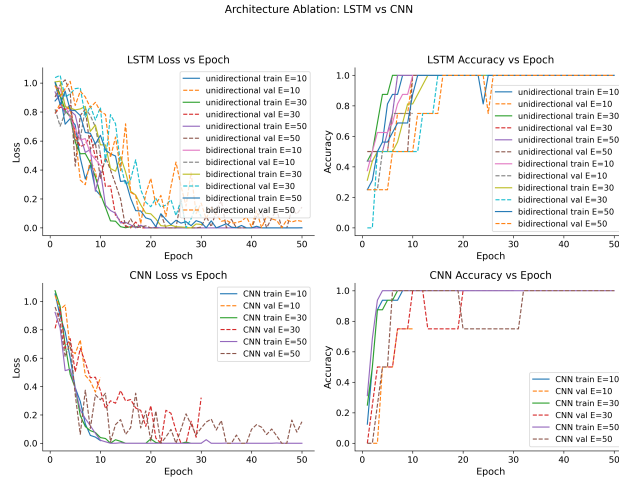 Architecture Ablation: LSTM vs CNN
LSTM Loss vs Epoch
Loss
1.0
0.8
0.6
0.4
0.2
0.0
0
10
20
30
40
50
Epoch
unidirectional train E=10
unidirectional val E=10
unidirectional train E=30
unidirectional val E=30
unidirectional train E=50
unidirectional val E=50
bidirectional train E=10
bidirectional val E=10
bidirectional train E=30
bidirectional val E=30
bidirectional train E=50
bidirectional val E=50
LSTM Accuracy vs Epoch
Accuracy
1.0
0.8
0.6
0.4
0.2
0.0
0
10
20
30
40
50
Epoch
unidirectional train E=10
unidirectional val E=10
unidirectional train E=30
unidirectional val E=30
unidirectional train E=50
unidirectional val E=50
bidirectional train E=10
bidirectional val E=10
bidirectional train E=30
bidirectional val E=30
bidirectional train E=50
bidirectional val E=50
CNN Loss vs Epoch
Loss
1.0
0.8
0.6
0.4
0.2
0.0
0
10
20
30
40
50
Epoch
CNN train E=10
CNN val E=10
CNN train E=30
CNN val E=30
CNN train E=50
CNN val E=50
CNN Accuracy vs Epoch
Accuracy
1.0
0.8
0.6
0.4
0.2
0.0
0
10
20
30
40
50
Epoch
CNN train E=10
CNN val E=10
CNN train E=30
CNN val E=30
CNN train E=50
CNN val E=50